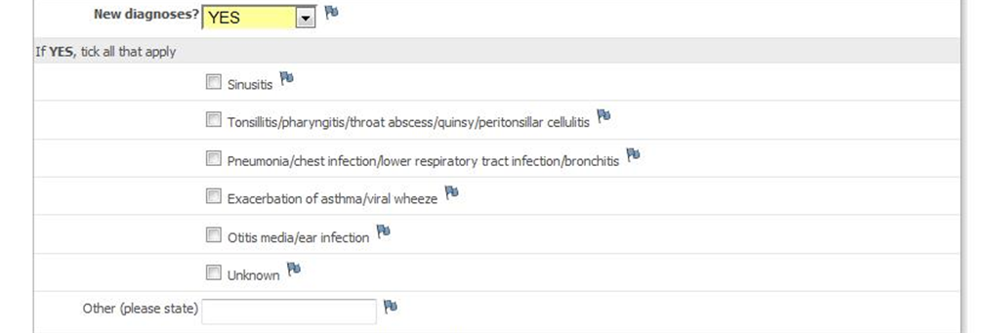 New diagnoses? YES
If YES, tick all that apply
Sinusitis
Tonsillitis/pharyngitis/throat abscess/quinsy/peritonsillar cellulitis
Pneumonia/chest infection/lower respiratory tract infection/bronchitis
Exacerbation of asthma/viral wheeze
Otitis media/ear infection
Unknown
Other (please state)